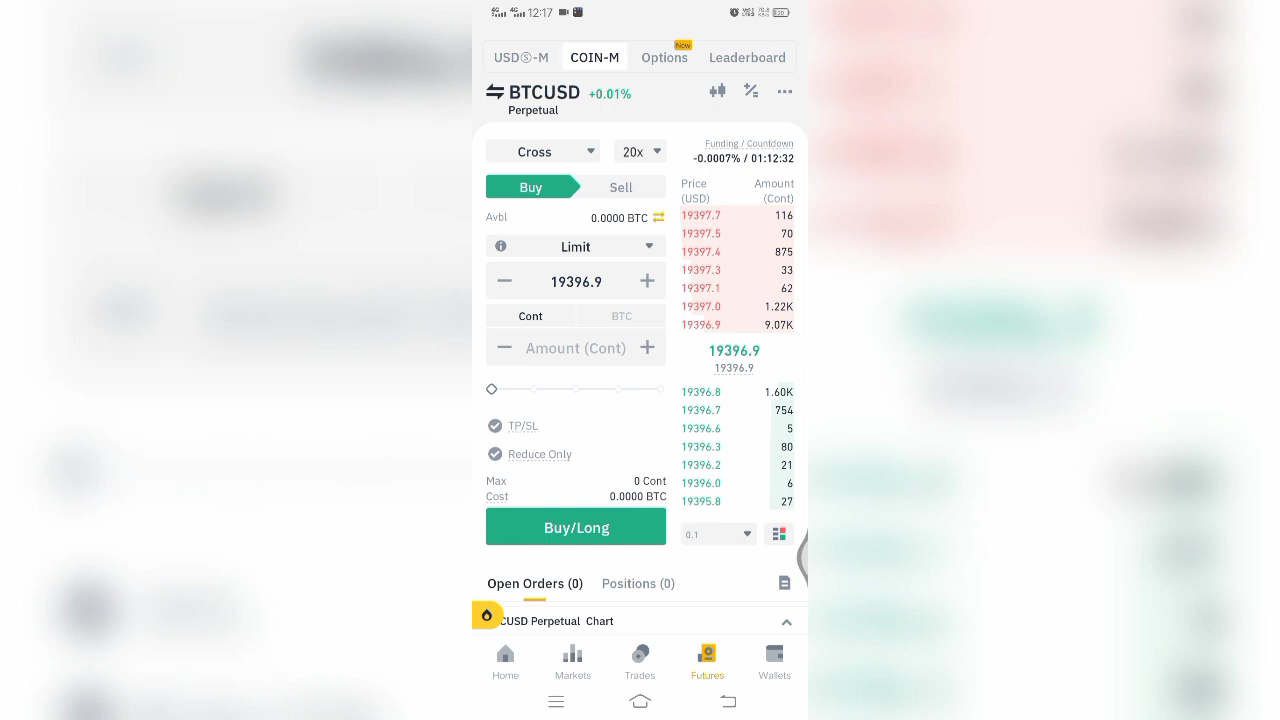 4G 4G 12:17
USDⓈ-M COIN-M Options New Leaderboard
BTCUSD +0.01%
Perpetual
Cross 20x
Funding / Countdown
-0.0007% / 01:12:32
Buy Sell
Price (USD) Amount (Cont)
Avbl 0.0000 BTC
Limit
19396.9
Cont BTC
Amount (Cont)
TP/SL
Reduce Only
Max 0 Cont
Cost 0.0000 BTC
Buy/Long
19397.7 116
19397.5 70
19397.4 875
19397.3 33
19397.1 62
19397.0 1.22K
19396.9 9.07K
19396.9
19396.9
19396.8 1.60K
19396.7 754
19396.6 5
19396.3 80
19396.2 21
19396.0 6
19395.8 27
0.1
Open Orders (0) Positions (0)
CUSD Perpetual Chart
Home Markets Trades Futures Wallets